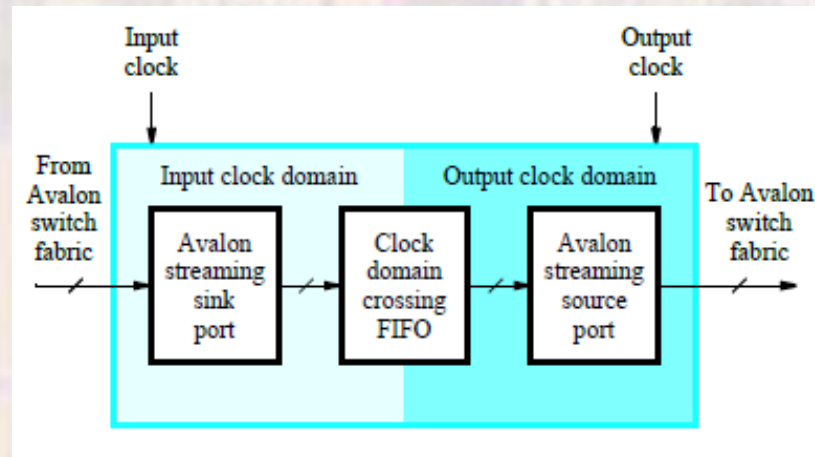 Input
clock
Output
clock
From
Avalon
switch
fabric
Input clock domain
Output clock domain
To Avalon
switch
fabric
Avalon
streaming
sink
port
Clock
domain
crossing
FIFO
Avalon
streaming
source
port